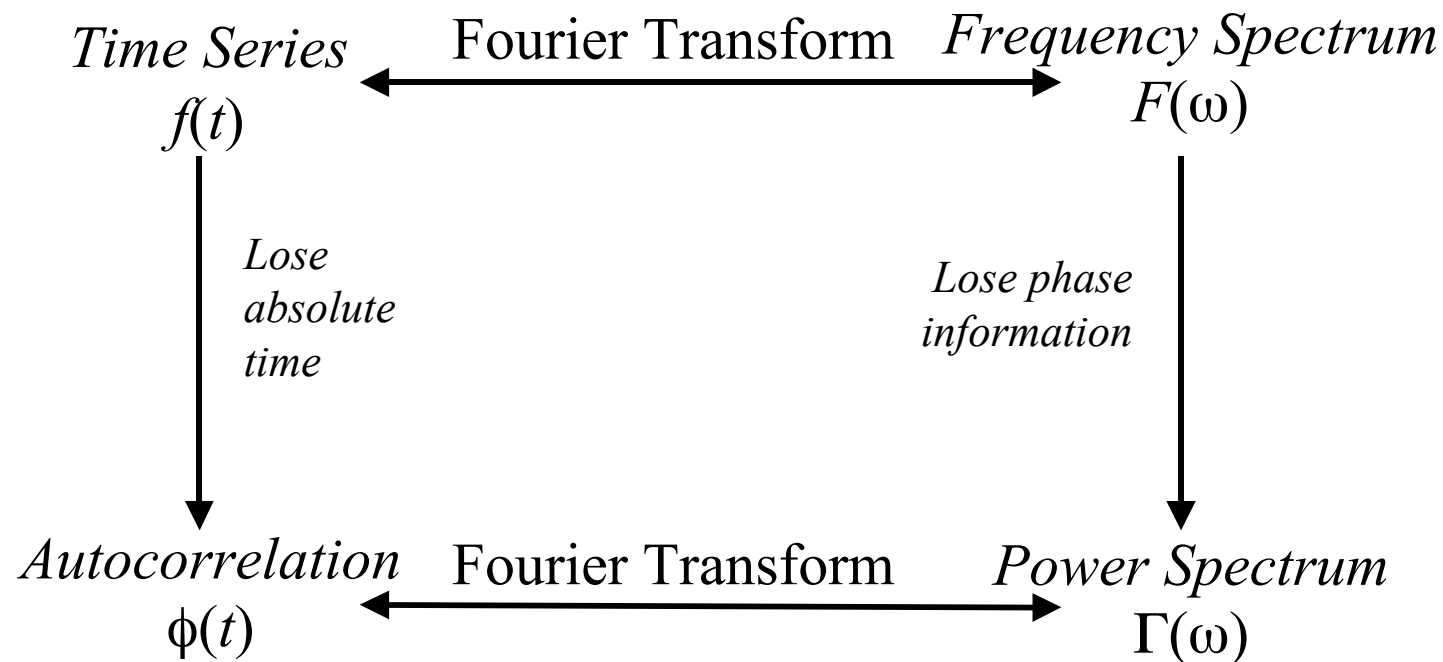 Time Series
Fourier Transform
Frequency Spectrum
f(t)
F(ω)
Lose
absolute
time
Lose phase
information
Autocorrelation
Fourier Transform
Power Spectrum
ϕ(t)
Γ(ω)